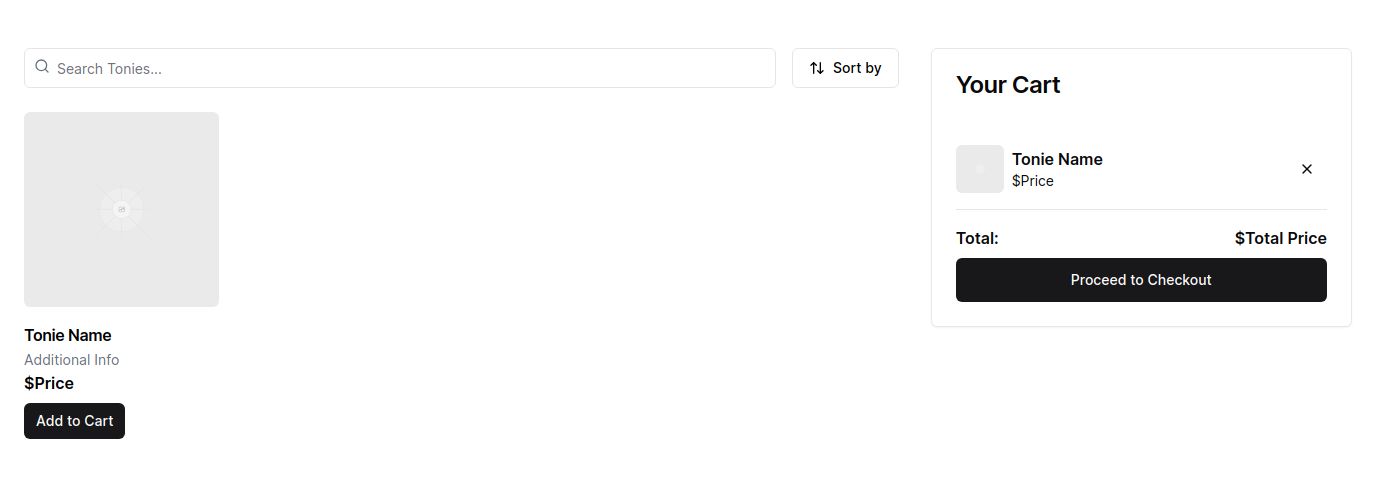 Search Tonies...
Sort by
Tonie Name
Additional Info
$Price
Add to Cart
Your Cart
Tonie Name
$Price
Total: $Total Price
Proceed to Checkout